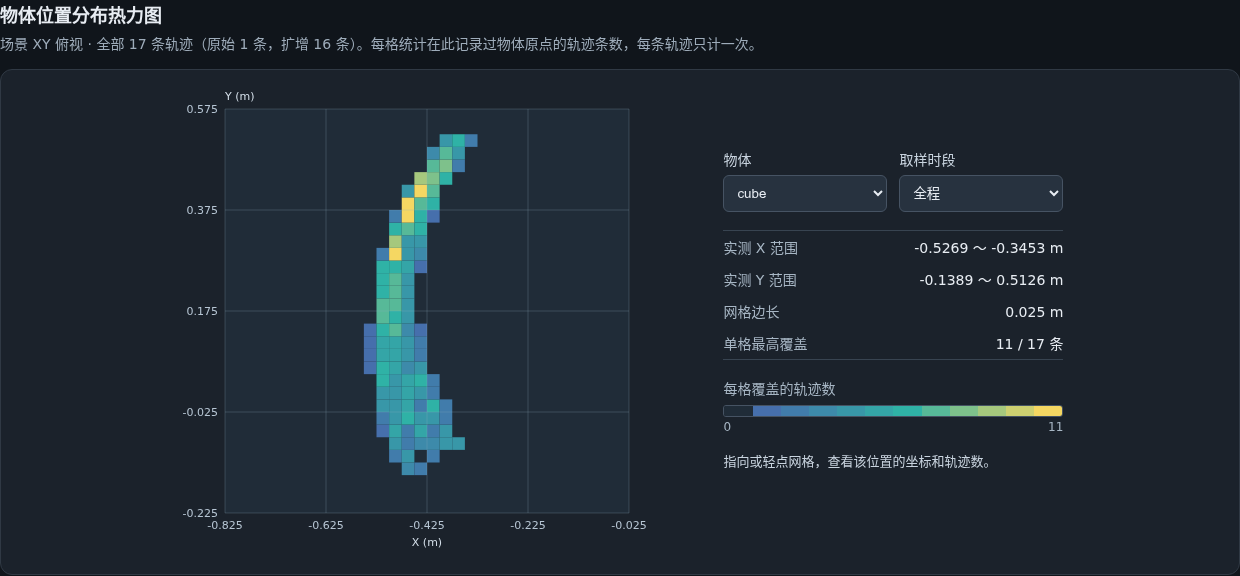 物体位置分布热力图
场景 XY 俯视 · 全部 17 条轨迹（原始 1 条，扩增 16 条）。每格统计在此记录过物体原点的轨迹条数，每条轨迹只计一次。
Y (m)
0.575
0.375
0.175
-0.025
-0.225
-0.825
-0.625
-0.425
-0.225
-0.025
X (m)
物体
取样时段
cube
全程
实测 X 范围
-0.5269 ～ -0.3453 m
实测 Y 范围
-0.1389 ～ 0.5126 m
网格边长
0.025 m
单格最高覆盖
11 / 17 条
每格覆盖的轨迹数
0
11
指向或轻点网格，查看该位置的坐标和轨迹数。